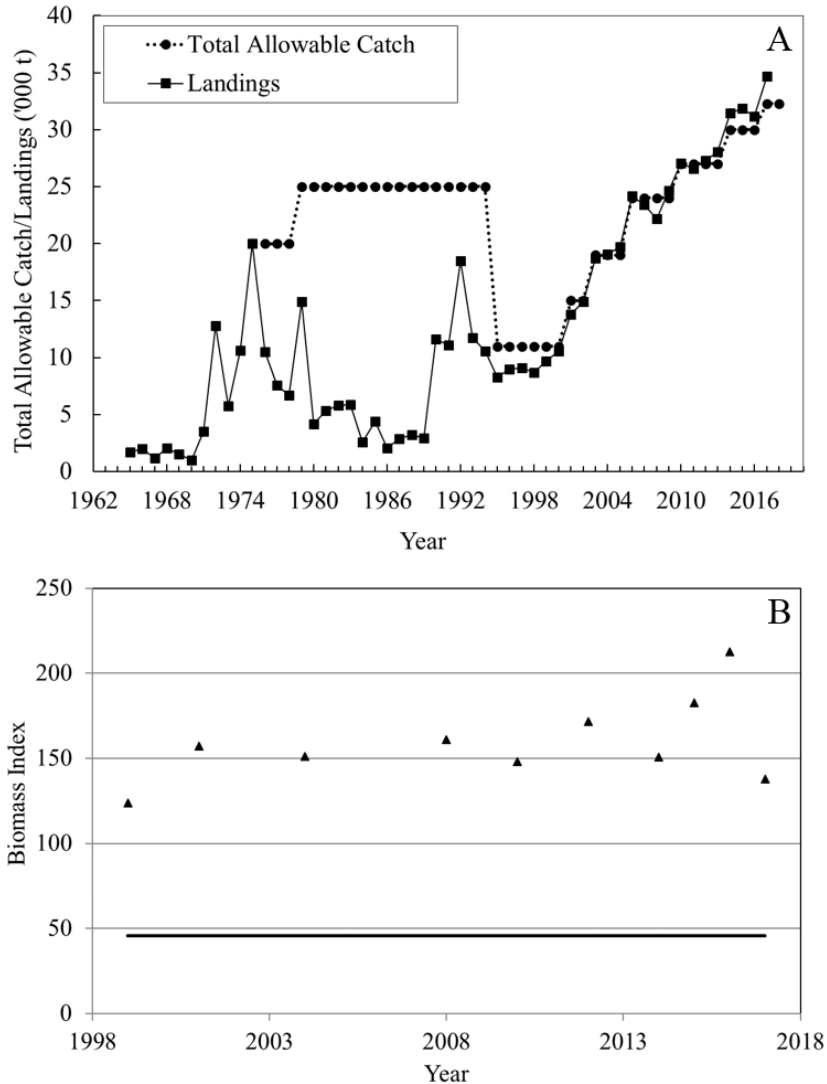 A
Total Allowable Catch
Landings
Total Allowable Catch/Landings ('000 t)
40
35
30
25
20
15
10
5
0
1962 1968 1974 1980 1986 1992 1998 2004 2010 2016
Year
B
Biomass Index
250
200
150
100
50
0
1998 2003 2008 2013 2018
Year